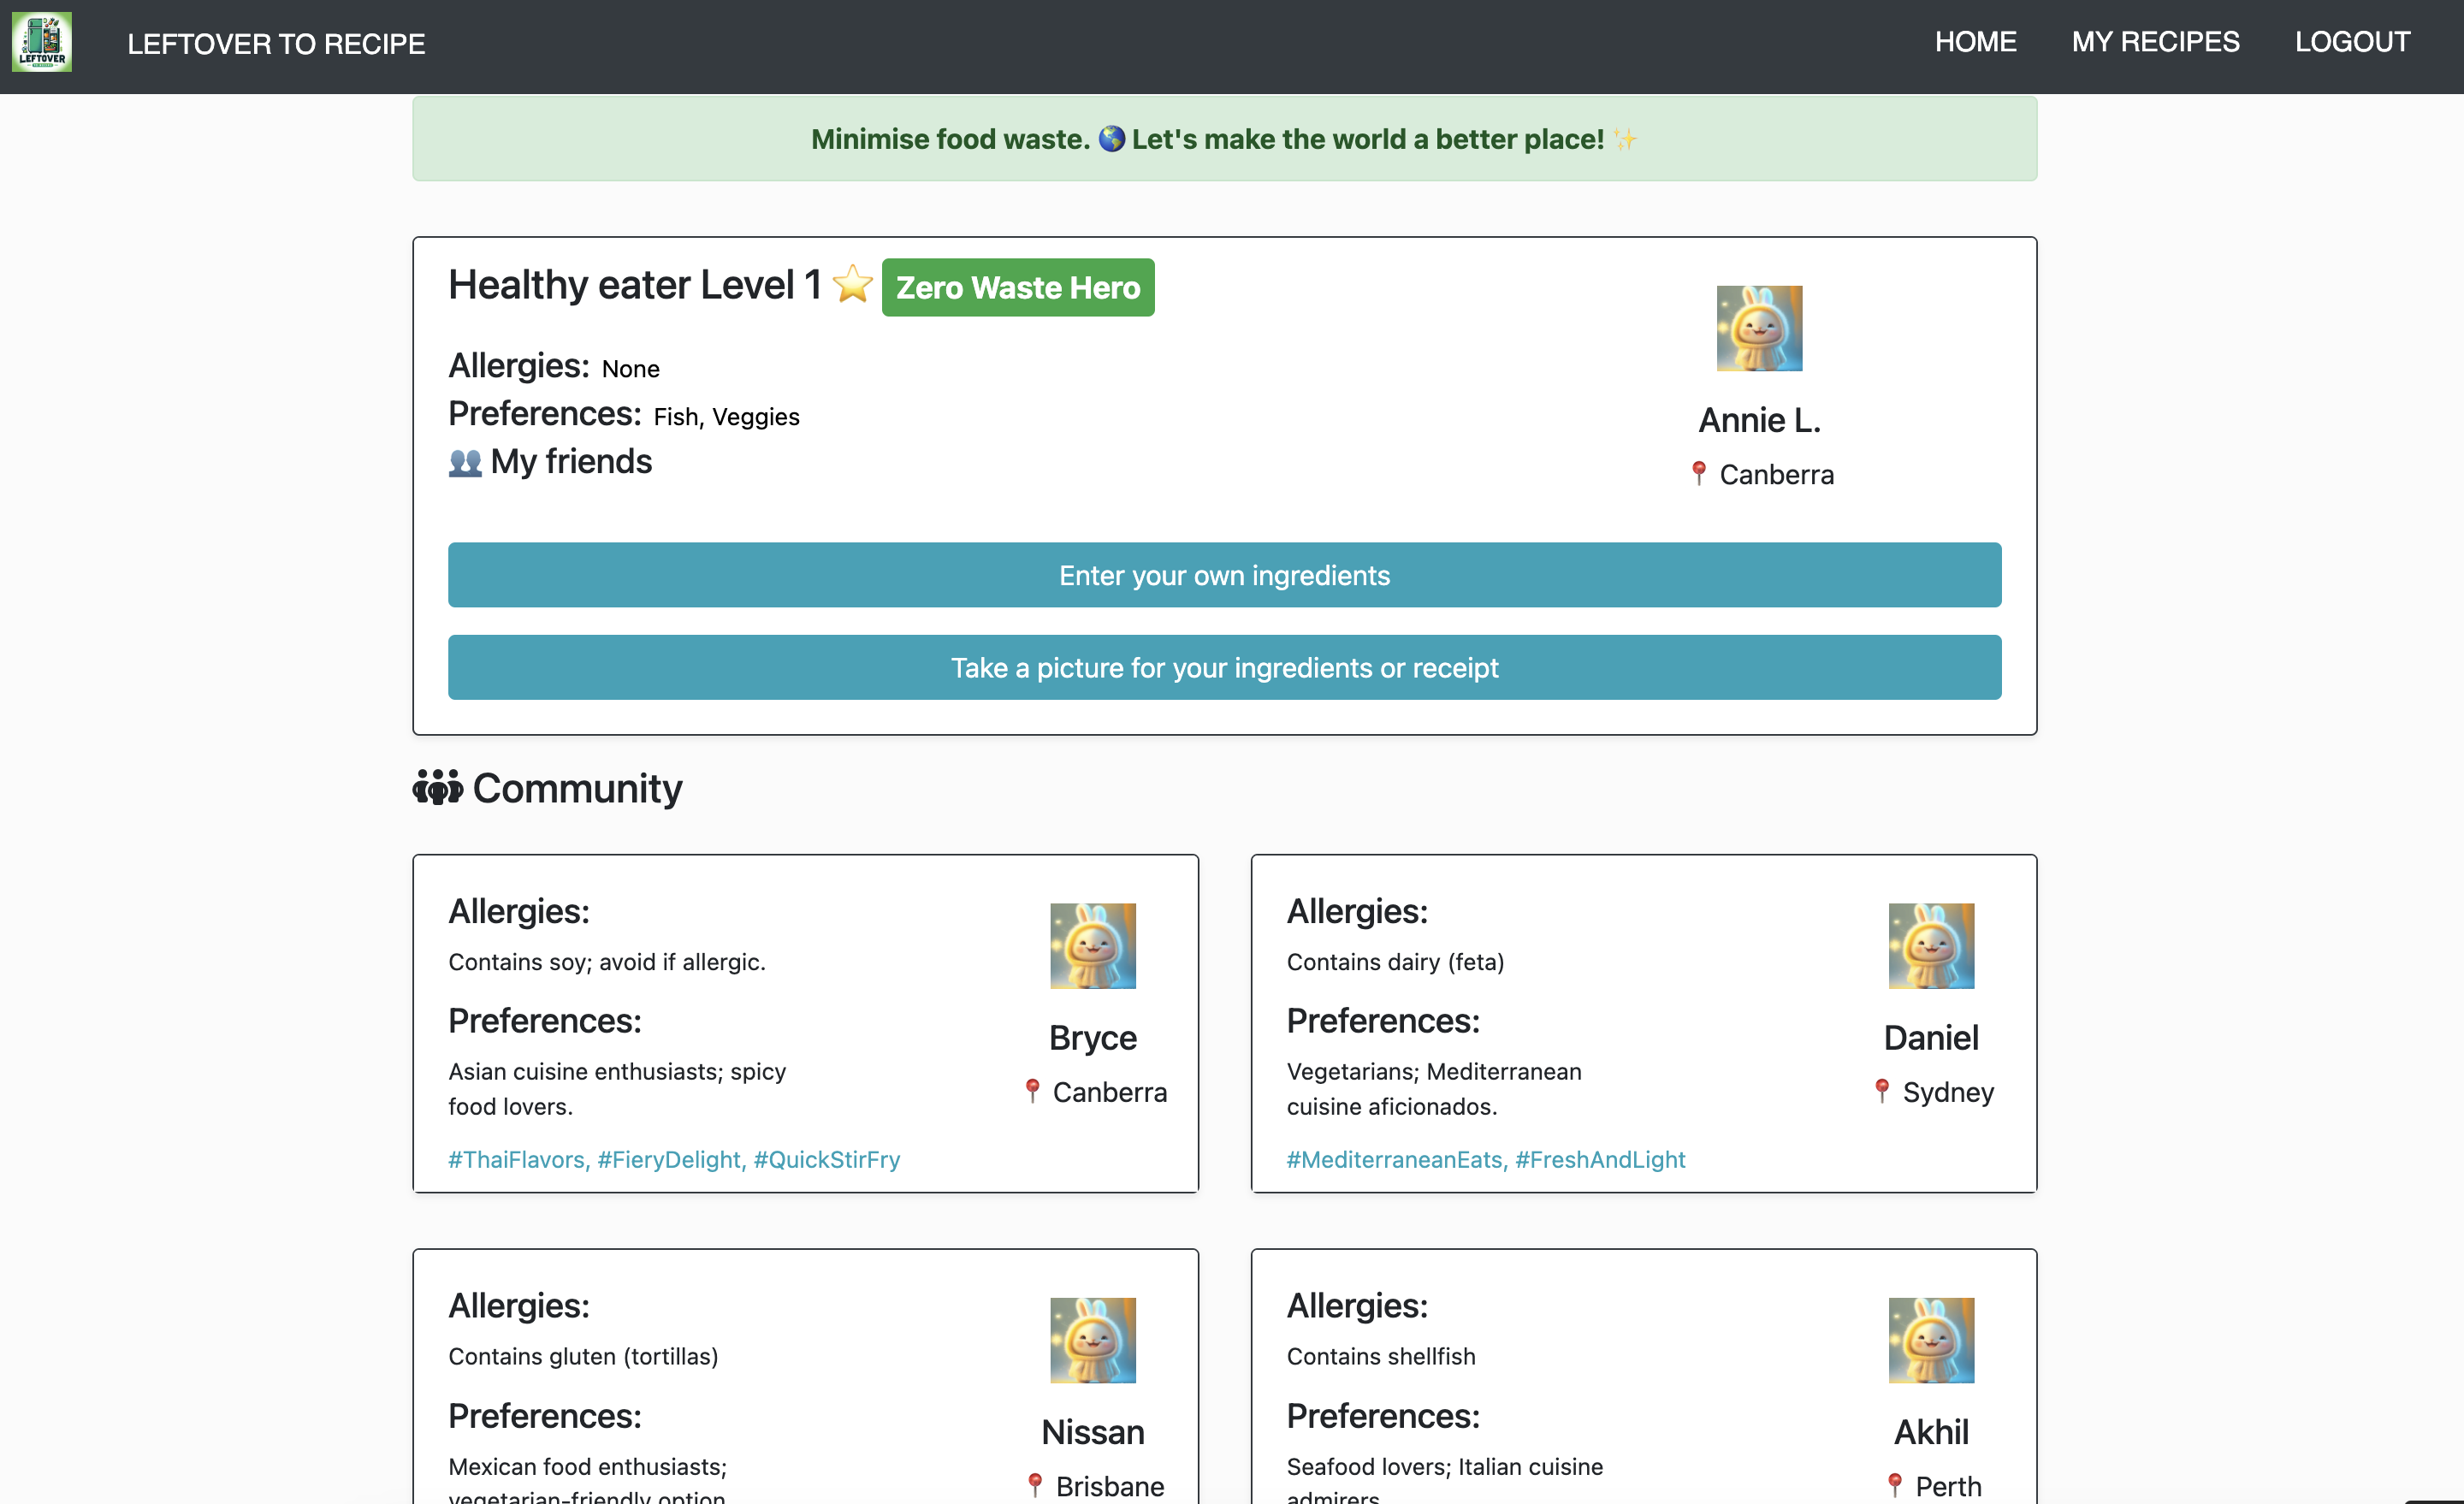 LEFTOVER
LEFTOVER TO RECIPE
HOME
MY RECIPES
LOGOUT
Minimise food waste. 🌎 Let's make the world a better place! ✨
Healthy eater Level 1 ⭐ Zero Waste Hero
Allergies: None
Preferences: Fish, Veggies
👥 My friends
Annie L.
📍 Canberra
Enter your own ingredients
Take a picture for your ingredients or receipt
Community
Allergies:
Contains soy; avoid if allergic.
Preferences:
Asian cuisine enthusiasts; spicy
food lovers.
#ThaiFlavors, #FieryDelight, #QuickStirFry
Bryce
📍 Canberra
Allergies:
Contains dairy (feta)
Preferences:
Vegetarians; Mediterranean
cuisine aficionados.
#MediterraneanEats, #FreshAndLight
Daniel
📍 Sydney
Allergies:
Contains gluten (tortillas)
Preferences:
Mexican food enthusiasts;
vegetarian-friendly option
Nissan
📍 Brisbane
Allergies:
Contains shellfish
Preferences:
Seafood lovers; Italian cuisine
admirers
Akhil
📍 Perth